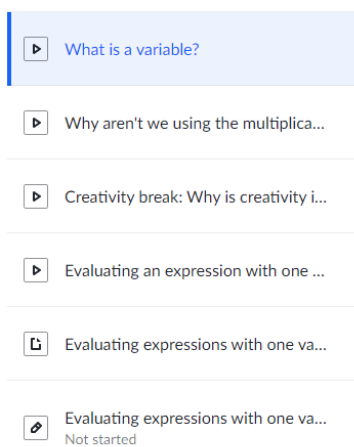 What is a variable?
Why aren't we using the multiplica...
Creativity break: Why is creativity i...
Evaluating an expression with one ...
Evaluating expressions with one va...
Evaluating expressions with one va...
Not started